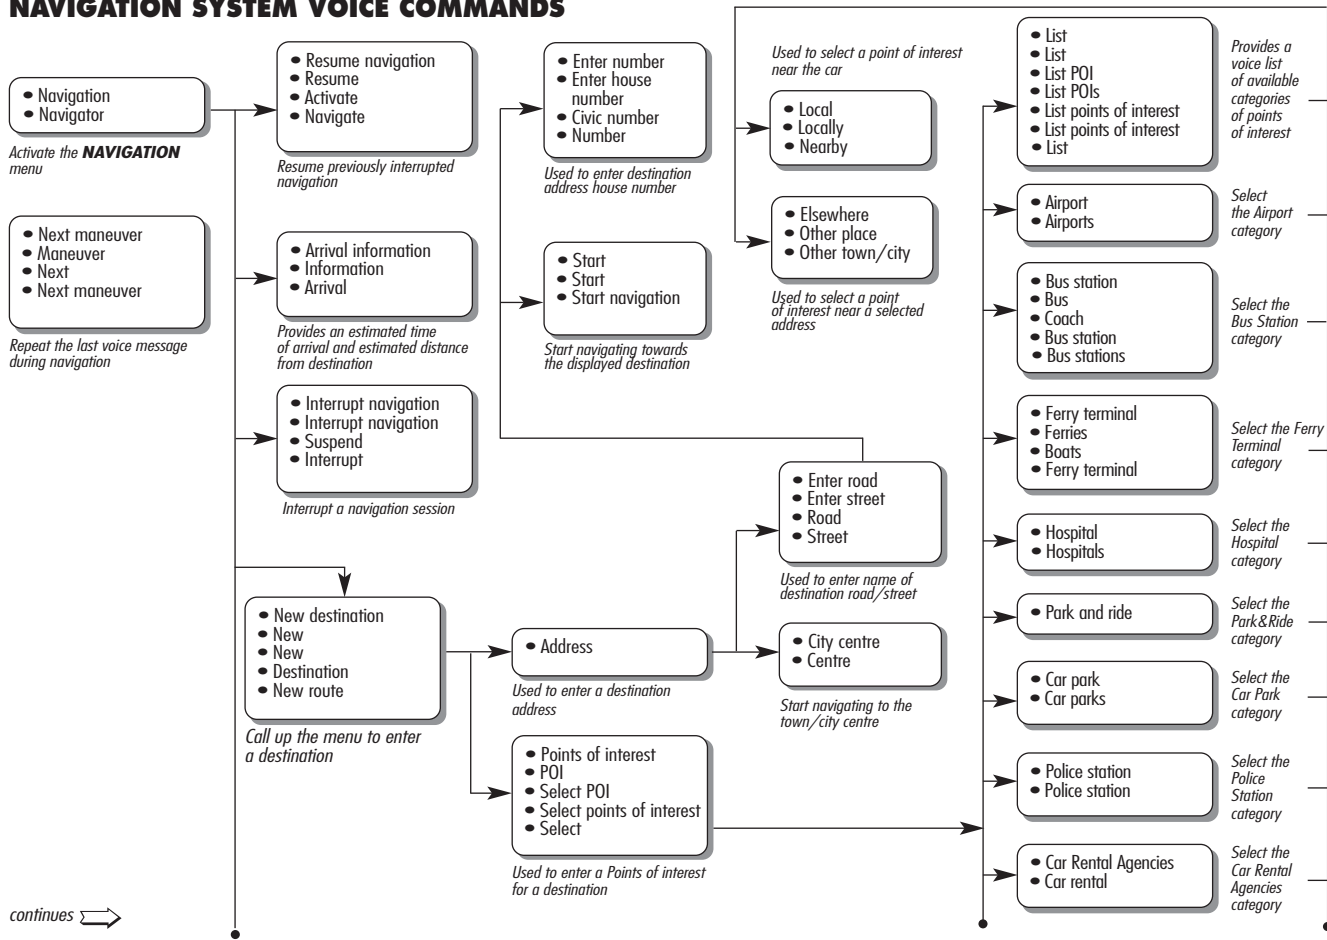 NAVIGATION SYSTEM VOICE COMMANDS
• Navigation
• Navigator
Activate the NAVIGATION
menu
• Next maneuver
• Maneuver
• Next
• Next maneuver
Repeat the last voice message
during navigation
• Resume navigation
• Resume
• Activate
• Navigate
Resume previously interrupted
navigation
• Arrival information
• Information
• Arrival
Provides an estimated time
of arrival and estimated distance
from destination
• Interrupt navigation
• Interrupt navigation
• Suspend
• Interrupt
Interrupt a navigation session
• New destination
• New
• New
• Destination
• New route
Call up the menu to enter
a destination
• Enter number
• Enter house
number
• Civic number
• Number
Used to enter destination
address house number
• Start
• Start
• Start navigation
Start navigating towards
the displayed destination
• Address
Used to enter a destination
address
• Points of interest
• POI
• Select POI
• Select points of interest
• Select
Used to enter a Points of interest
for a destination
Used to select a point of interest
near the car
• Local
• Locally
• Nearby
• Elsewhere
• Other place
• Other town/city
Used to select a point
of interest near a selected
address
• Enter road
• Enter street
• Road
• Street
Used to enter name of
destination road/street
• City centre
• Centre
Start navigating to the
town/city centre
• List
• List
• List POI
• List POIs
• List points of interest
• List points of interest
• List
Provides a
voice list
of available
categories
of points
of interest
• Airport
• Airports
Select
the Airport
category
• Bus station
• Bus
• Coach
• Bus station
• Bus stations
Select the
Bus Station
category
• Ferry terminal
• Ferries
• Boats
• Ferry terminal
Select the Ferry
Terminal
category
• Hospital
• Hospitals
Select the
Hospital
category
• Park and ride
Select the
Park&Ride
category
• Car park
• Car parks
Select the
Car Park
category
• Police station
• Police station
Select the
Police
Station
category
• Car Rental Agencies
• Car rental
Select the
Car Rental
Agencies
category
continues